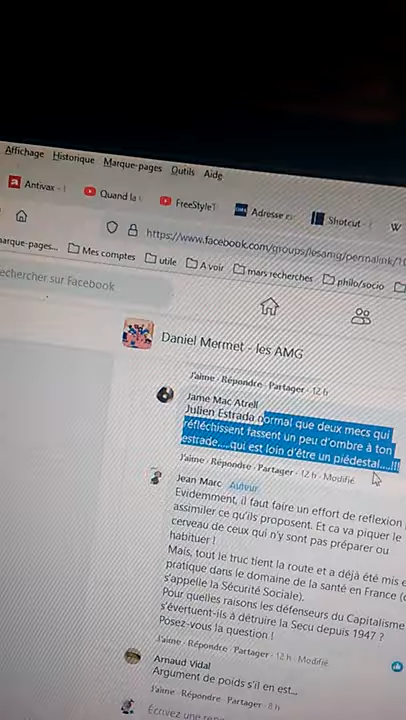 Affichage Historique Marque-pages Outils Aide
Antivax - Quand la FreeStyleT Adresse Shotcut - W
https://www.facebook.com/groups/lesamg/permalink/10
arque-pages... Mes comptes utile A voir mars recherches philo/socio
echercher sur Facebook
Daniel Mermet - les AMG
J'aime · Répondre · Partager · 12 h
Jame Mac Atrell
Julien Estrada normal que deux mecs qui
réfléchissent fassent un peu d'ombre à ton
estrade....qui est loin d'être un piédestal....!!!
J'aime · Répondre · Partager · 12 h · Modifié
Jean Marc Auteur
Evidemment, il faut faire un effort de reflexion
assimiler ce qu'ils proposent. Et ca va piquer le
cerveau de ceux qui n'y sont pas préparer ou
habituer !
Mais, tout le truc tient la route et a déjà été mis e
pratique dans le domaine de la santé en France (
s'appelle la Sécurité Sociale).
Pour quelles raisons les défenseurs du Capitalisme
s'évertuent-ils à détruire la Secu depuis 1947 ?
Posez-vous la question !
J'aime · Répondre · Partager · 12 h · Modifié
Arnaud Vidal
Argument de poids s'il en est...
J'aime · Répondre · Partager · 8 h
Écrivez une rép